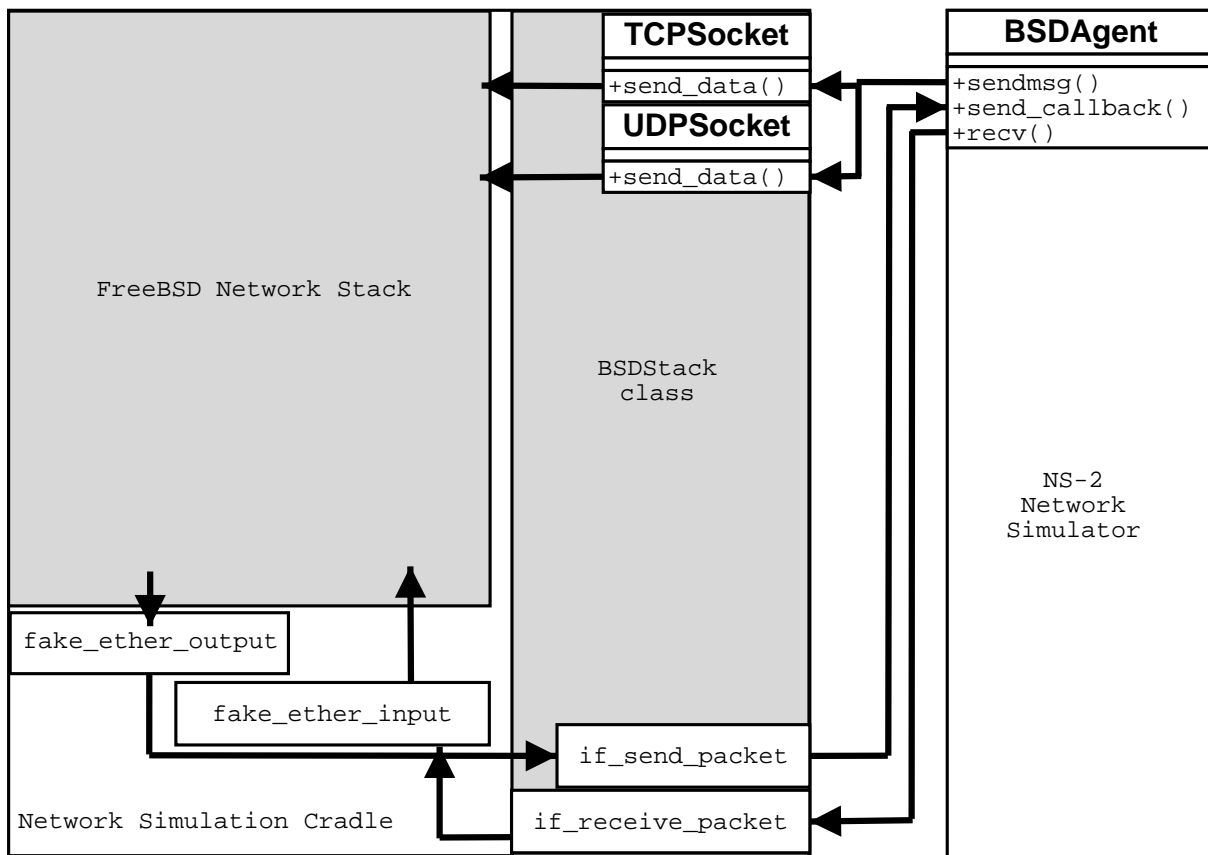 TCPSocket
+send_data()
UDPSocket
+send_data()
BSDAgent
+sendmsg()
+send_callback()
+recv()
FreeBSD Network Stack
BSDStack
class
NS-2
Network
Simulator
fake_ether_output
fake_ether_input
if_send_packet
if_receive_packet
Network Simulation Cradle